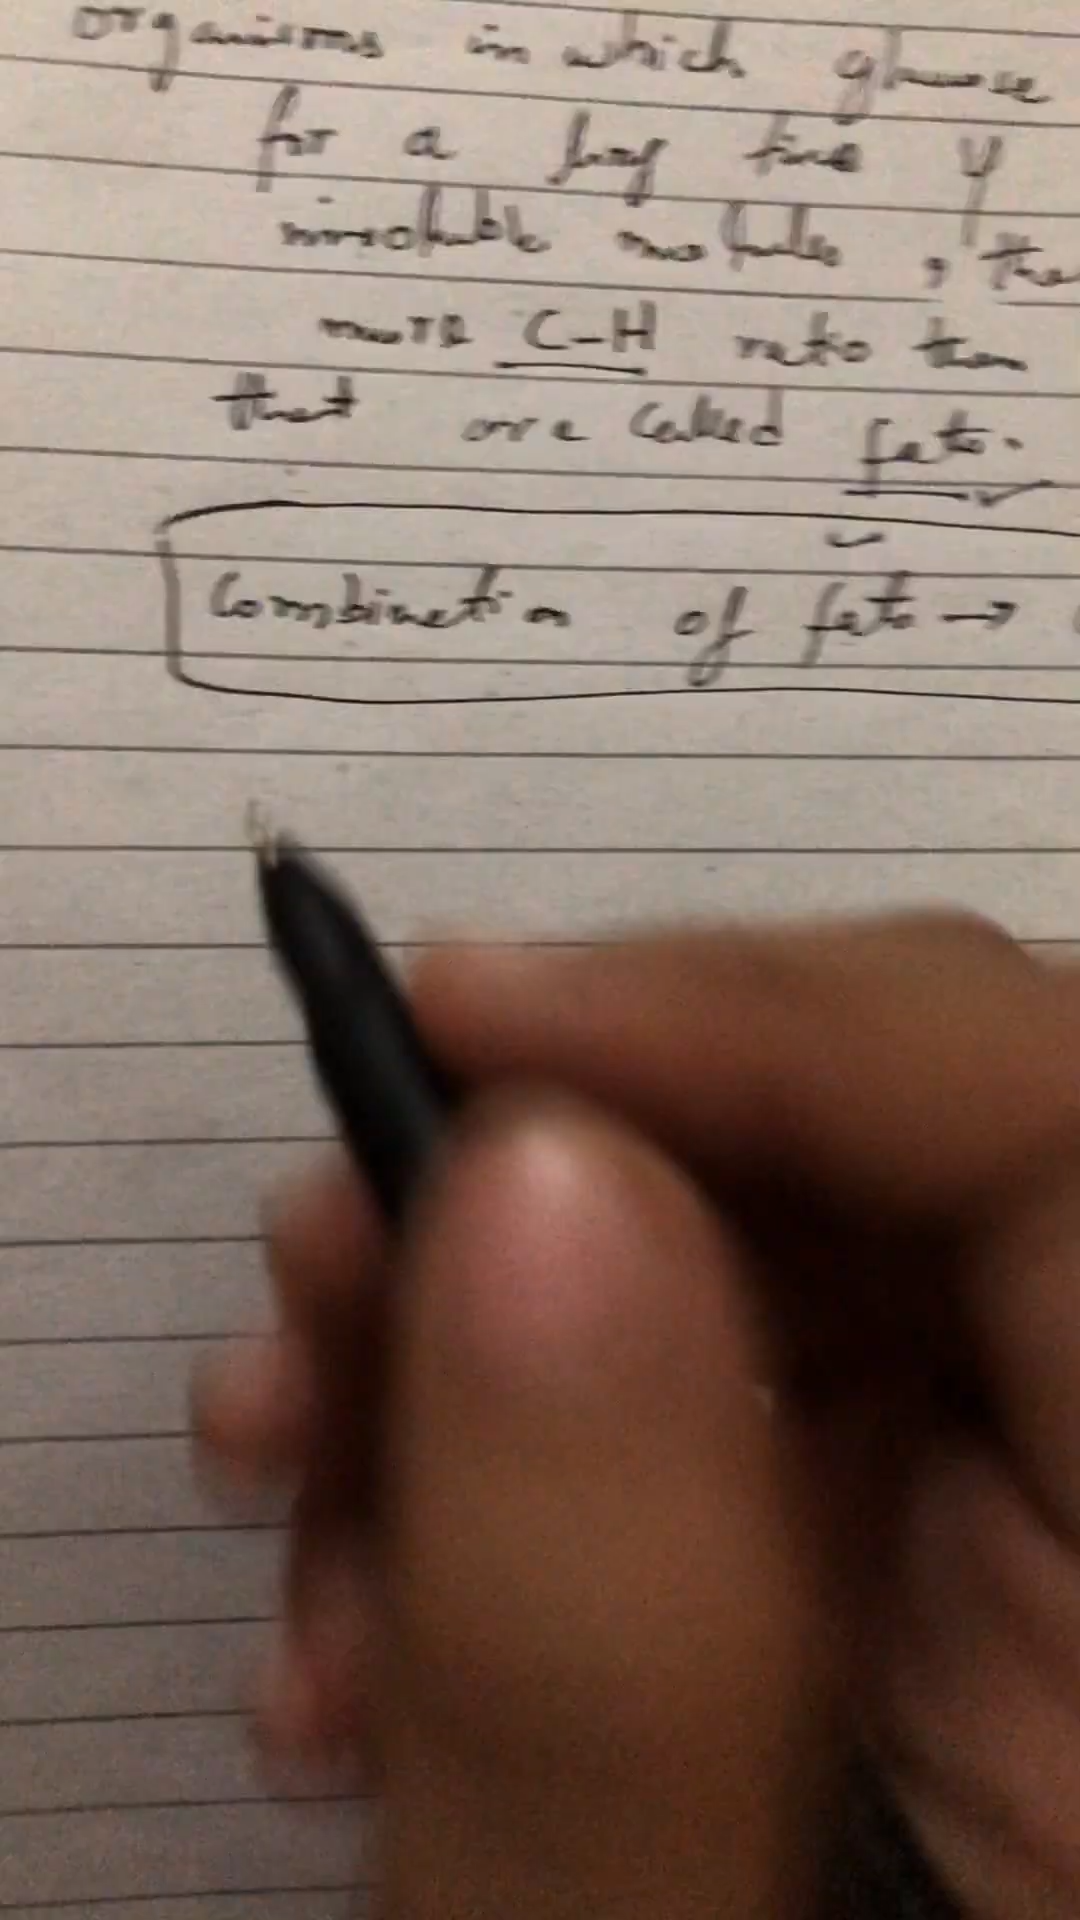 organisms in which glucose
for a long time if
insoluble molecules, the
more C-H ratio than
that are called fats.
Combination of fats →